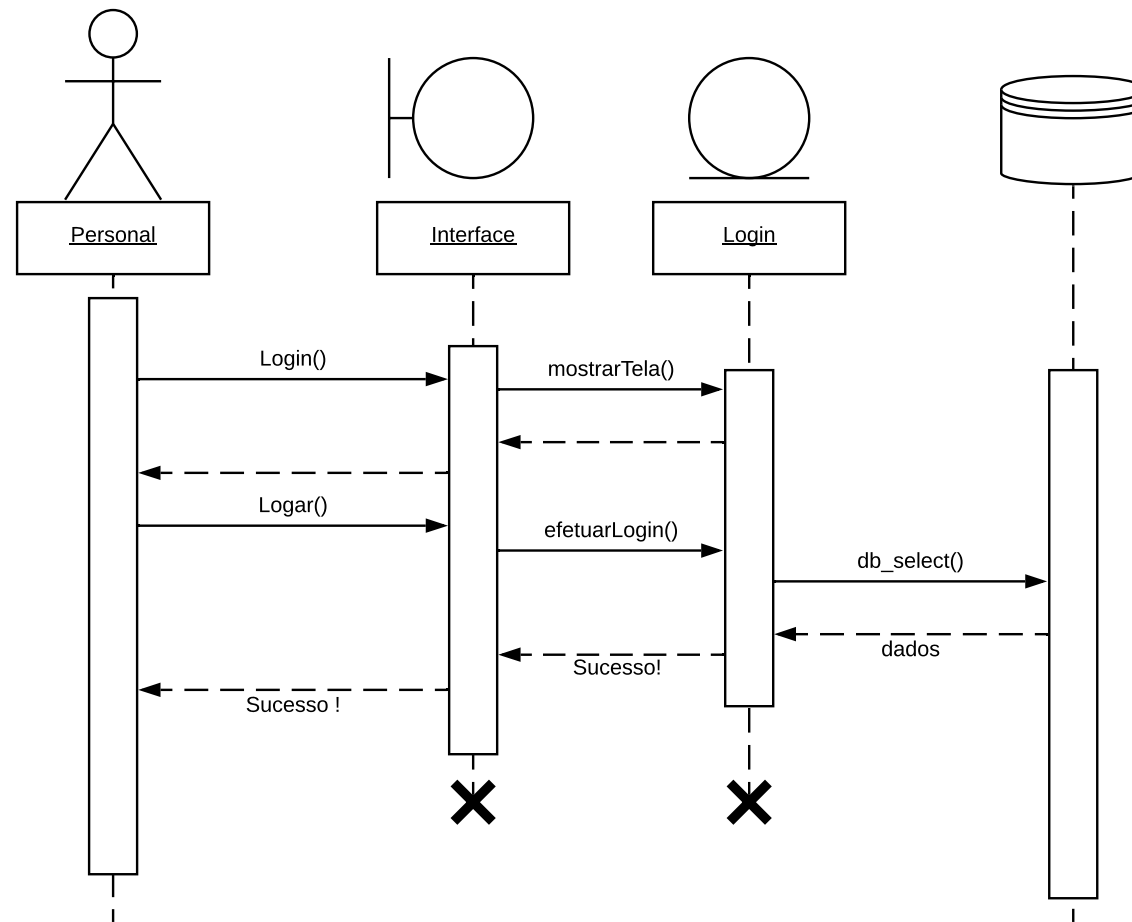 Personal
Interface
Login
Login()
mostrarTela()
Logar()
efetuarLogin()
db_select()
dados
Sucesso!
Sucesso !